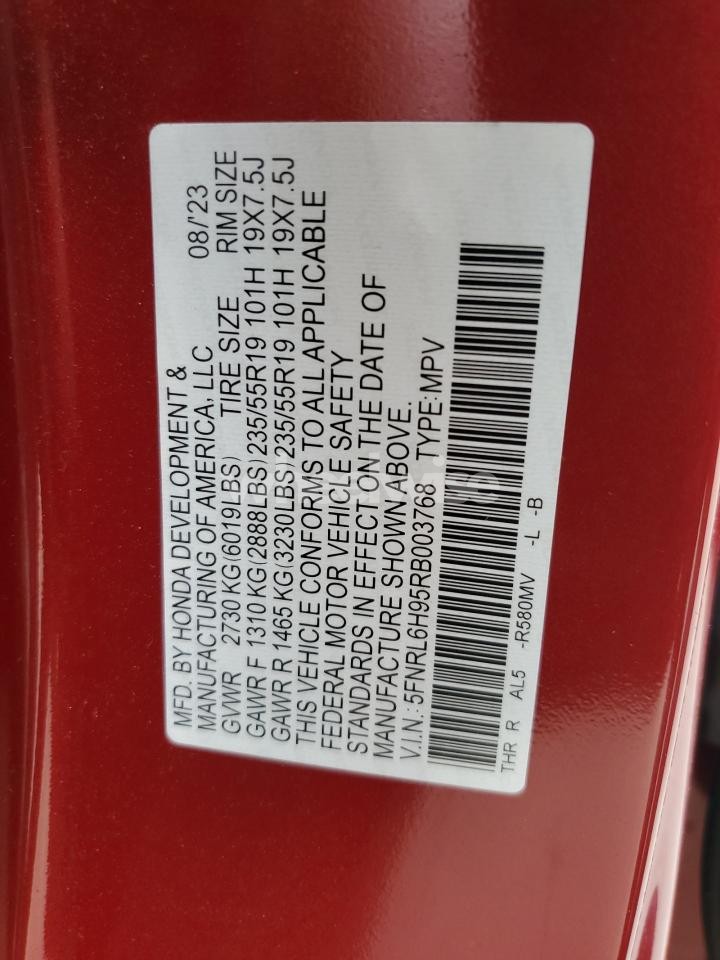 MFD. BY HONDA DEVELOPMENT & 08/'23
MANUFACTURING OF AMERICA, LLC
GVWR 2730 KG(6019LBS) TIRE SIZE RIM SIZE
GAWR F 1310 KG(2888LBS)235/55R19 101H 19X7.5J
GAWR R 1465 KG(3230LBS)235/55R19 101H 19X7.5J
THIS VEHICLE CONFORMS TO ALL APPLICABLE
FEDERAL MOTOR VEHICLE SAFETY
STANDARDS IN EFFECT ON THE DATE OF
MANUFACTURE SHOWN ABOVE.
V.I.N.: 5FNRL6H95RB003768 TYPE:MPV
THR R AL5 -R580MV -L -B